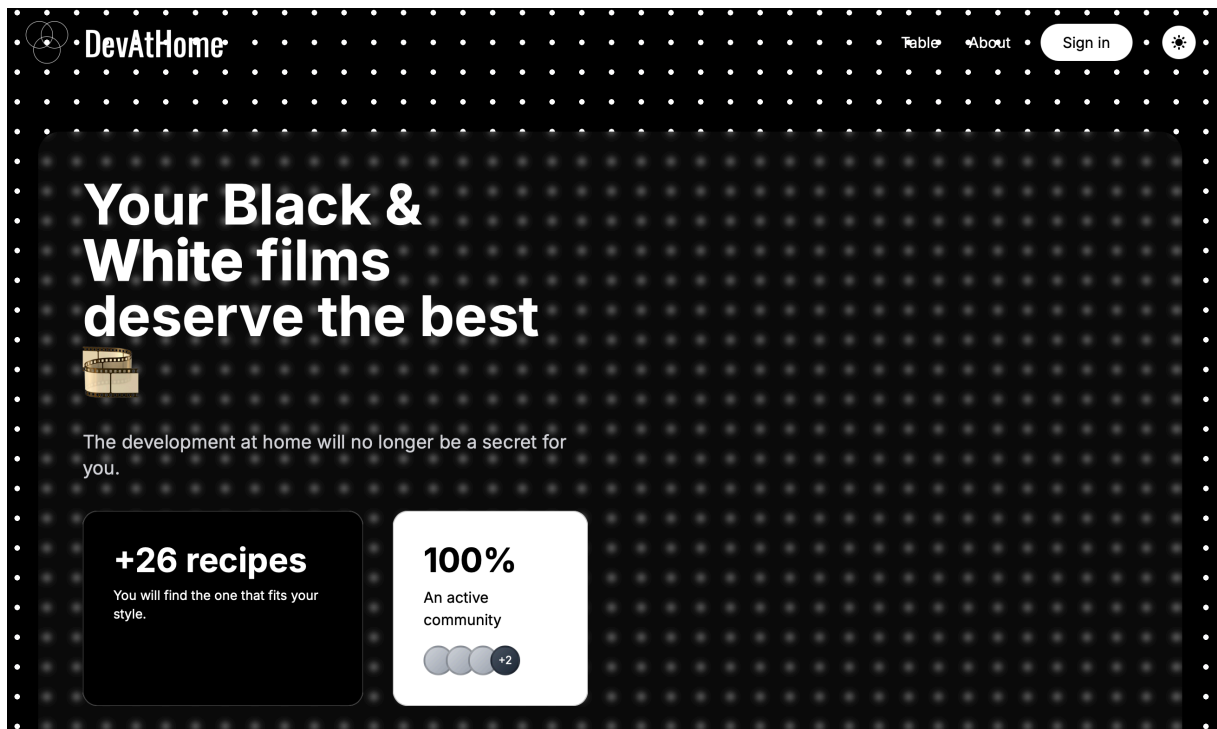 DevAtHome
Table
About
Sign in
Your Black &
White films
deserve the best
The development at home will no longer be a secret for
you.
+26 recipes
You will find the one that fits your
style.
100%
An active
community
+2